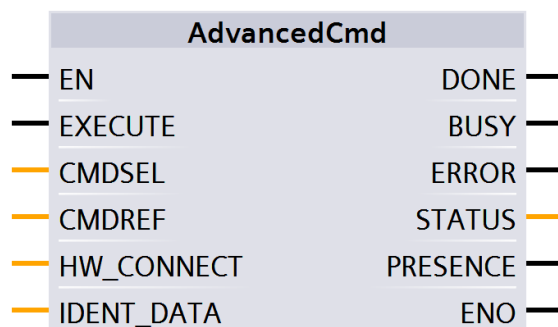 AdvancedCmd
EN DONE
EXECUTE BUSY
CMDSEL ERROR
CMDREF STATUS
HW_CONNECT PRESENCE
IDENT_DATA ENO